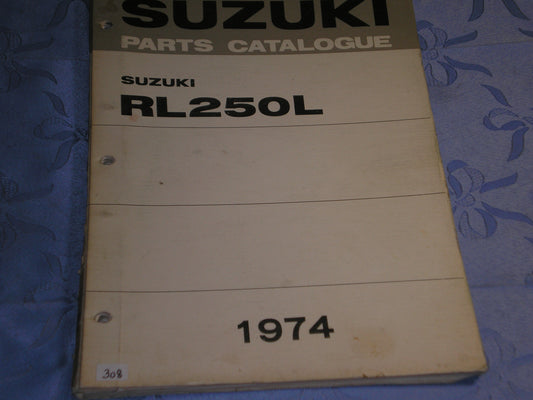 SUZUKI
PARTS CATALOGUE
SUZUKI
RL250L
1974
308